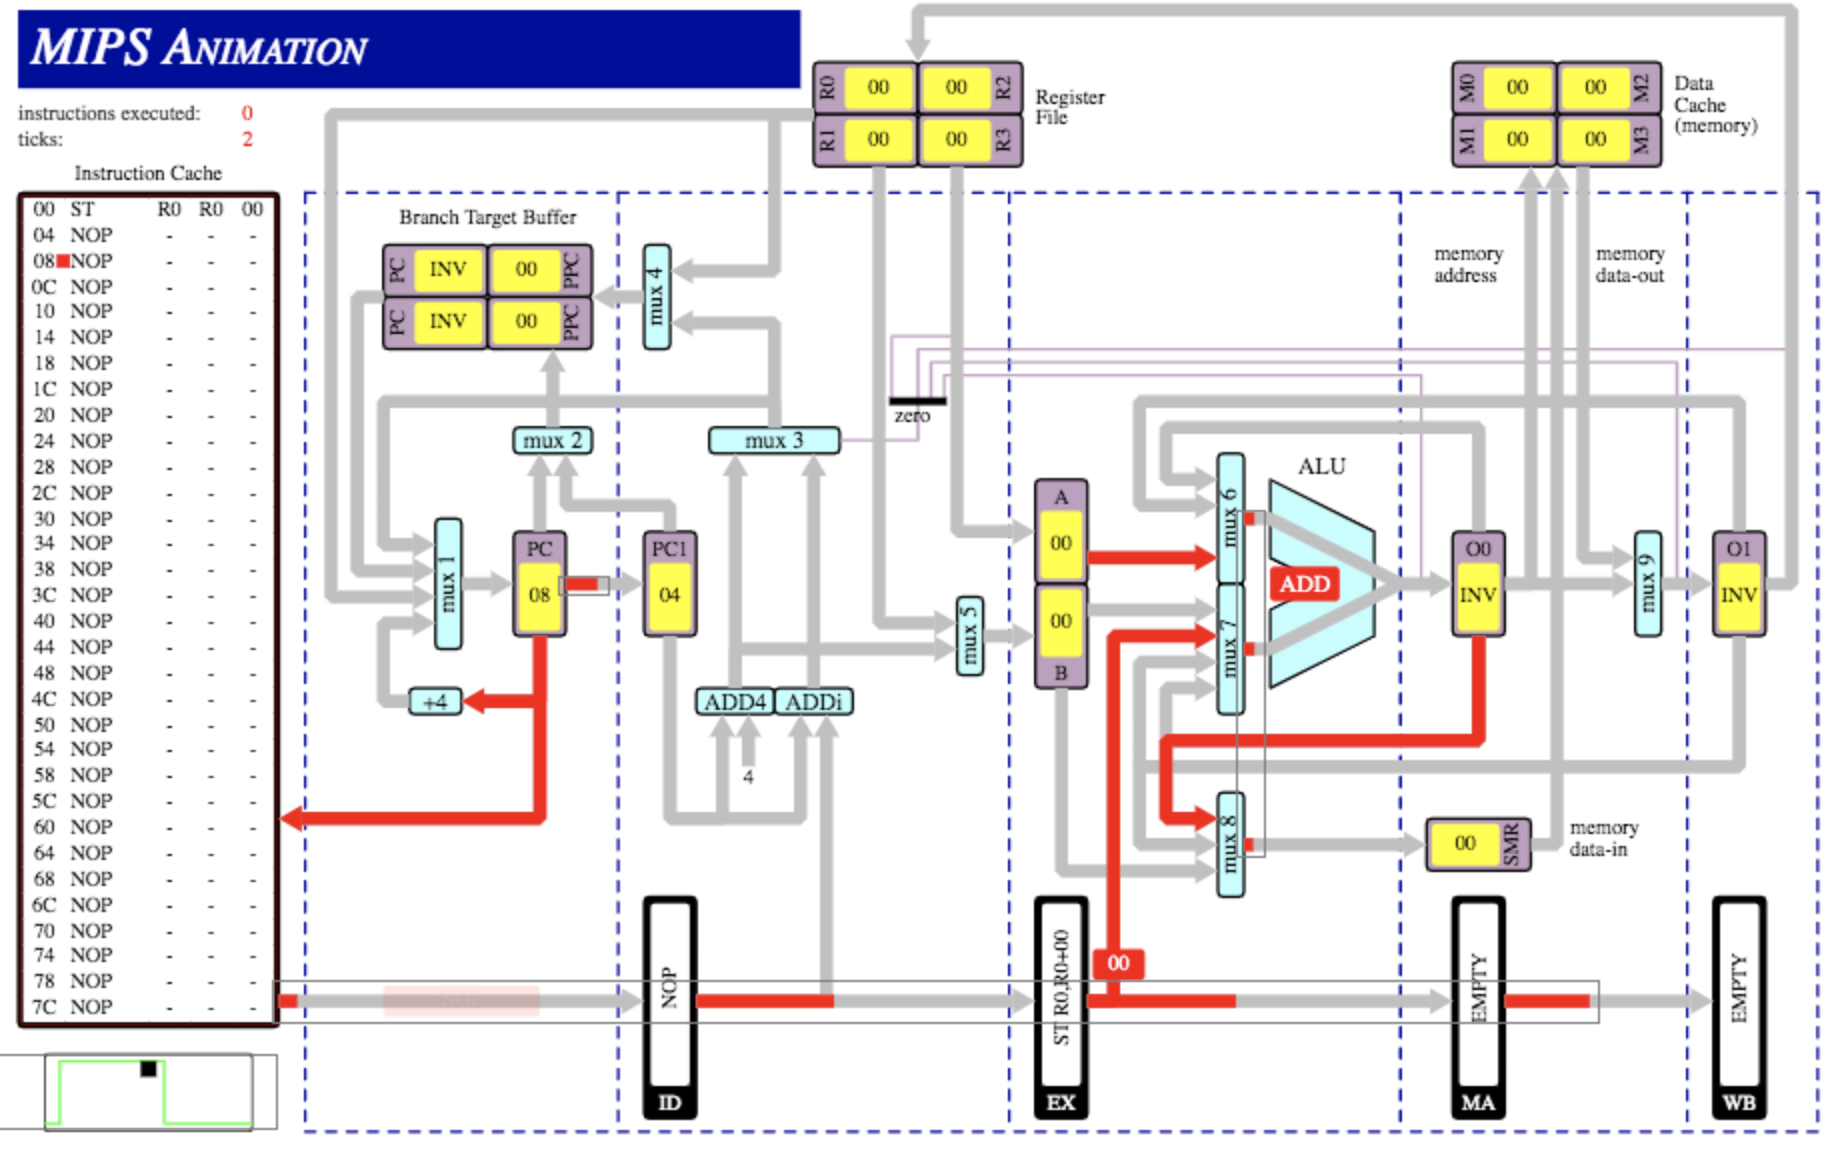 MIPS ANIMATION
instructions executed: 0
ticks: 2
Instruction Cache
00 ST R0 R0 00
04 NOP - - -
08 NOP - - -
0C NOP - - -
10 NOP - - -
14 NOP - - -
18 NOP - - -
1C NOP - - -
20 NOP - - -
24 NOP - - -
28 NOP - - -
2C NOP - - -
30 NOP - - -
34 NOP - - -
38 NOP - - -
3C NOP - - -
40 NOP - - -
44 NOP - - -
48 NOP - - -
4C NOP - - -
50 NOP - - -
54 NOP - - -
58 NOP - - -
5C NOP - - -
60 NOP - - -
64 NOP - - -
68 NOP - - -
6C NOP - - -
70 NOP - - -
74 NOP - - -
78 NOP - - -
7C NOP - - -
R0 00 00 R2
R1 00 00 R3
Register
File
M0 00 00 M2
M1 00 00 M3
Data
Cache
(memory)
Branch Target Buffer
PC INV 00 PPC
PC INV 00 PPC
mux 4
memory
address
memory
data-out
zero
mux 2
mux 3
mux 1
PC
08
PC1
04
+4
ADD4
ADDi
4
mux 5
A
00
00
B
mux 6
mux 7
ALU
ADD
mux 8
O0
INV
mux 9
O1
INV
00 SMR
memory
data-in
NOP
NOP
ID
ST R0,R0+00
EX
00
EMPTY
MA
EMPTY
WB